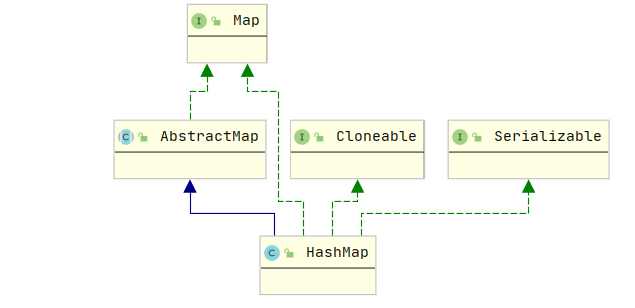 I Map
C AbstractMap
I Cloneable
I Serializable
C HashMap